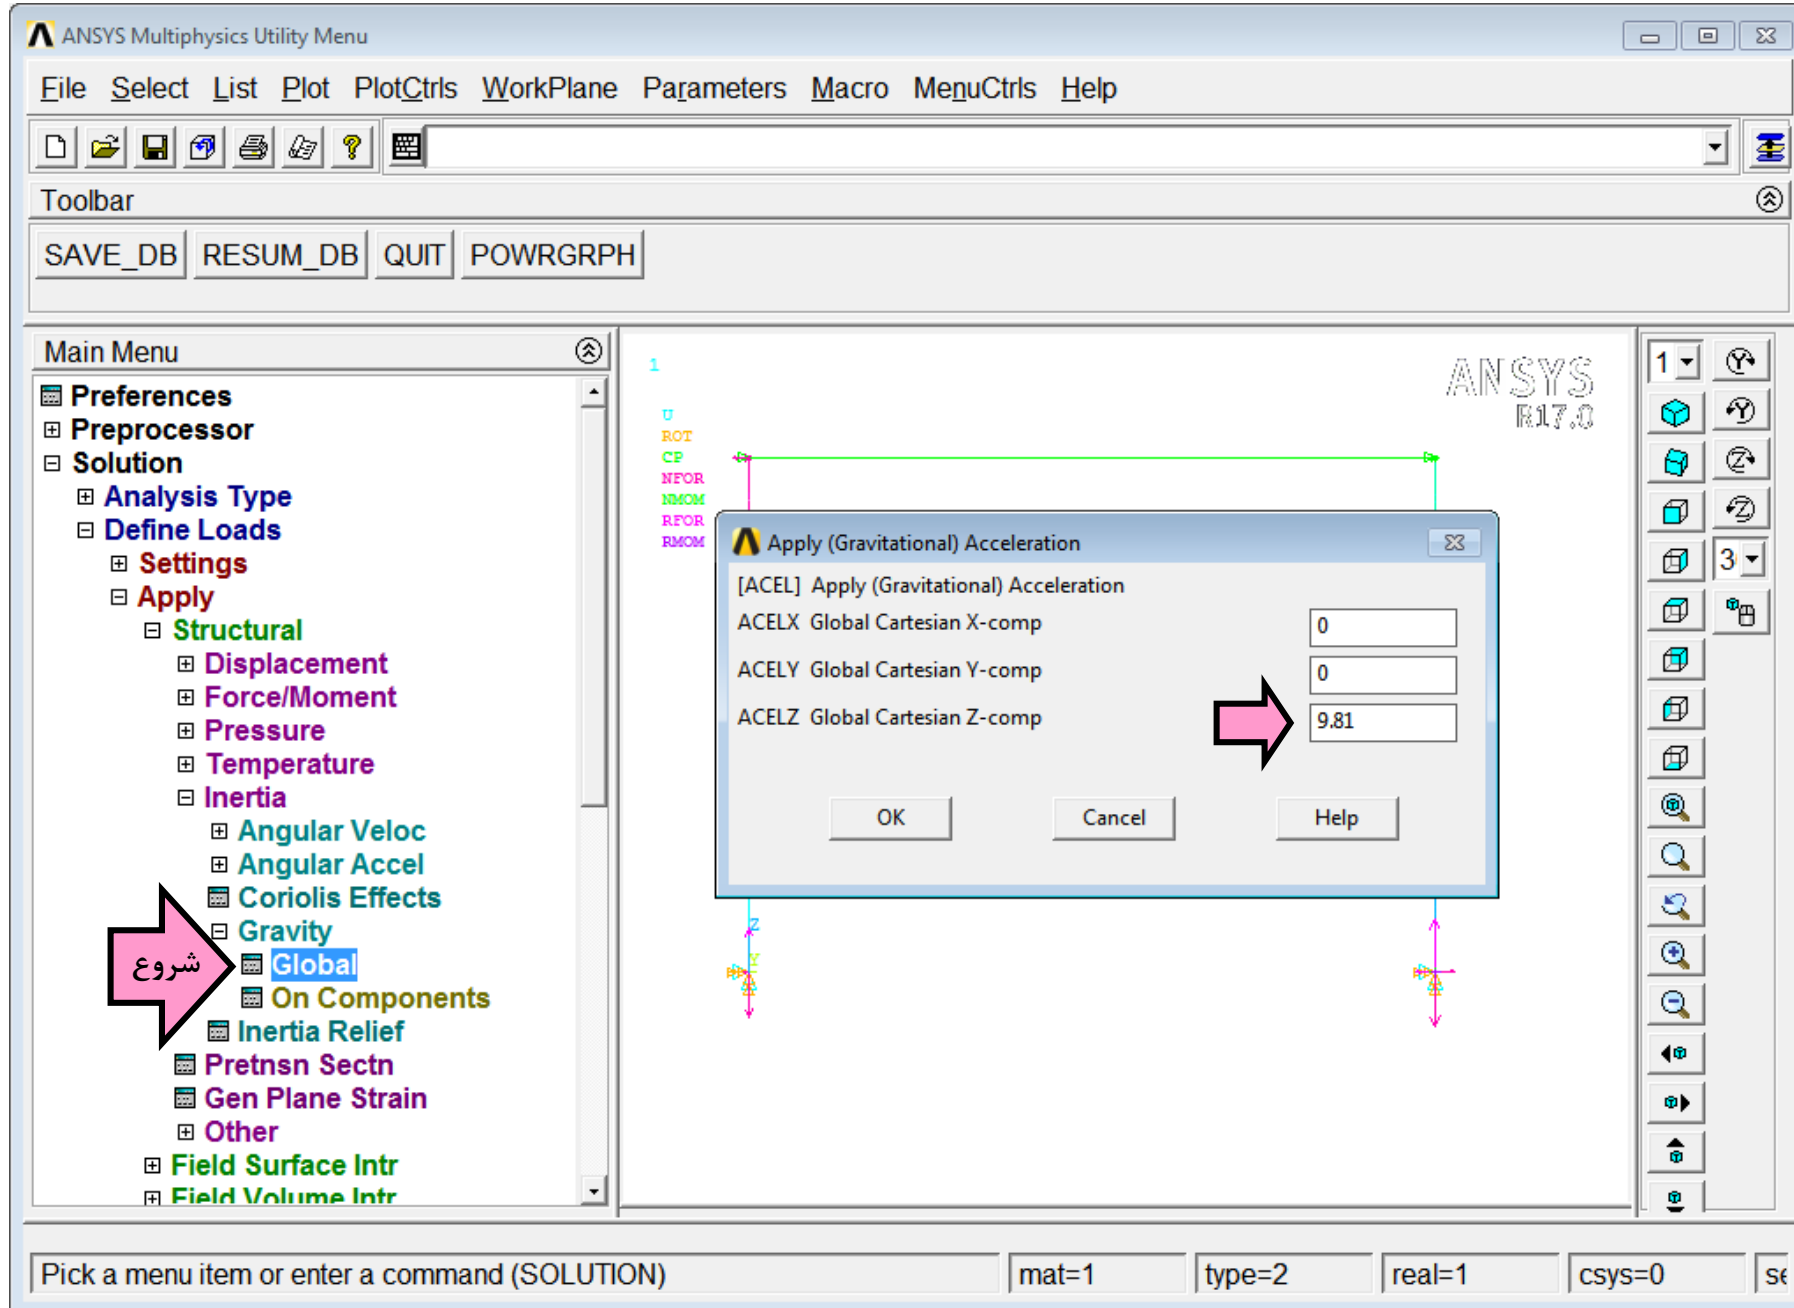 ANSYS Multiphysics Utility Menu
File Select List Plot PlotCtrls WorkPlane Parameters Macro MenuCtrls Help
Toolbar
SAVE_DB RESUM_DB QUIT POWRGRPH
Main Menu
Preferences
Preprocessor
Solution
Analysis Type
Define Loads
Settings
Apply
Structural
Displacement
Force/Moment
Pressure
Temperature
Inertia
Angular Veloc
Angular Accel
Coriolis Effects
Gravity
شروع
Global
On Components
Inertia Relief
Pretnsn Sectn
Gen Plane Strain
Other
Field Surface Intr
Field Volume Intr
1
ANSYS
R17.0
U
ROT
CP
NFOR
NMOM
RFOR
RMOM
Apply (Gravitational) Acceleration
[ACEL] Apply (Gravitational) Acceleration
ACELX Global Cartesian X-comp 0
ACELY Global Cartesian Y-comp 0
ACELZ Global Cartesian Z-comp 9.81
OK Cancel Help
Z
Y
1
3
Pick a menu item or enter a command (SOLUTION) mat=1 type=2 real=1 csys=0